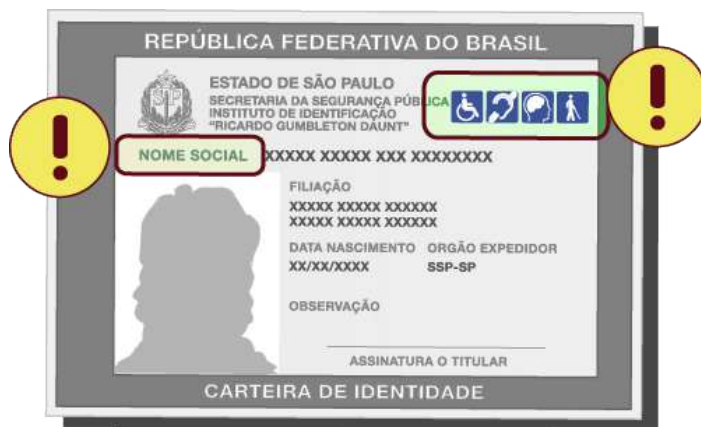 REPÚBLICA FEDERATIVA DO BRASIL
ESTADO DE SÃO PAULO
SECRETARIA DA SEGURANÇA PÚBLICA
INSTITUTO DE IDENTIFICAÇÃO
"RICARDO GUMBLETON DAUNT"
!
!
NOME SOCIAL XXXXX XXXXX XXX XXXXXXXX
FILIAÇÃO
XXXXX XXXXX XXXXXX
XXXXX XXXXX XXXXXX
DATA NASCIMENTO ORGÃO EXPEDIDOR
XX/XX/XXXX SSP-SP
OBSERVAÇÃO
ASSINATURA O TITULAR
CARTEIRA DE IDENTIDADE